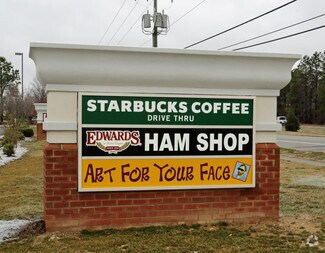 STARBUCKS COFFEE
DRIVE THRU
EDWARDS
HAM SHOP
ART FOR YOUR FACE